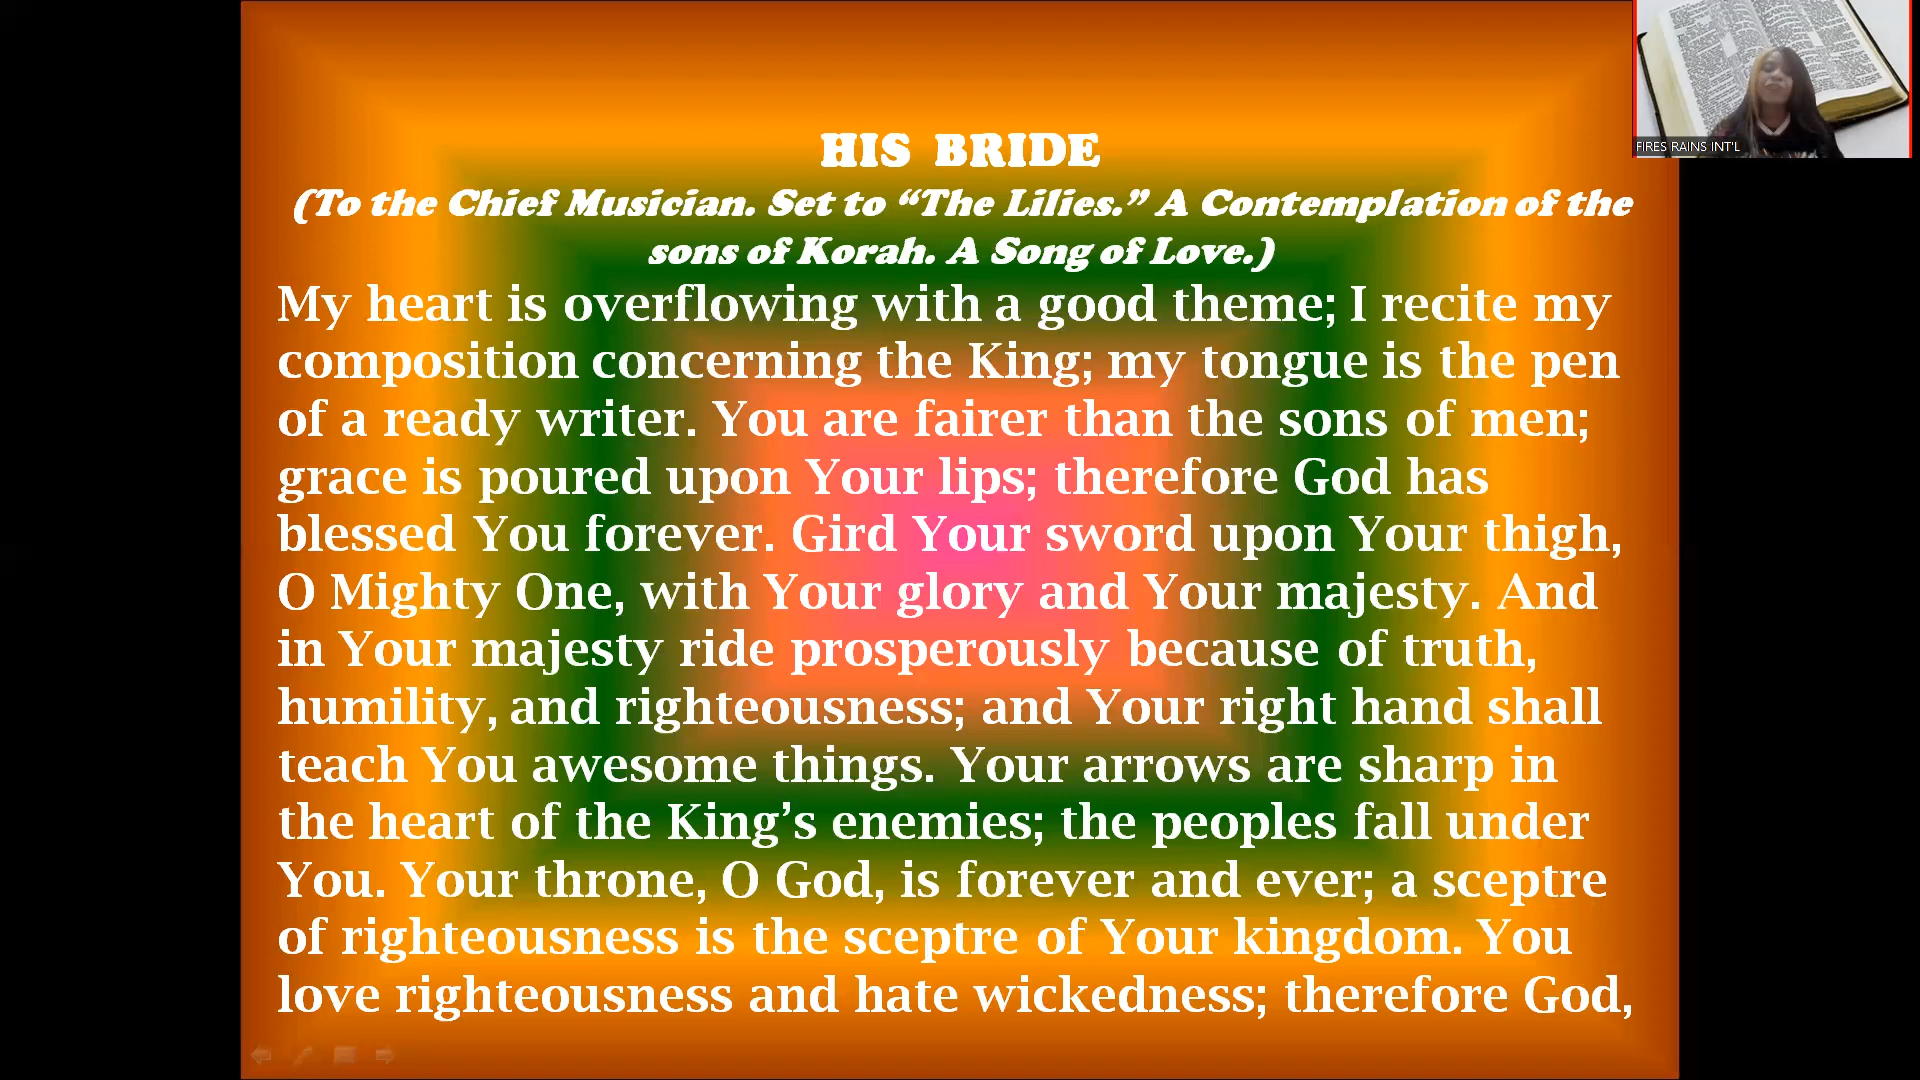 HIS BRIDE
(To the Chief Musician. Set to “The Lilies.” A Contemplation of the
sons of Korah. A Song of Love.)
My heart is overflowing with a good theme; I recite my
composition concerning the King; my tongue is the pen
of a ready writer. You are fairer than the sons of men;
grace is poured upon Your lips; therefore God has
blessed You forever. Gird Your sword upon Your thigh,
O Mighty One, with Your glory and Your majesty. And
in Your majesty ride prosperously because of truth,
humility, and righteousness; and Your right hand shall
teach You awesome things. Your arrows are sharp in
the heart of the King’s enemies; the peoples fall under
You. Your throne, O God, is forever and ever; a sceptre
of righteousness is the sceptre of Your kingdom. You
love righteousness and hate wickedness; therefore God,
FIRES RAINS INT'L